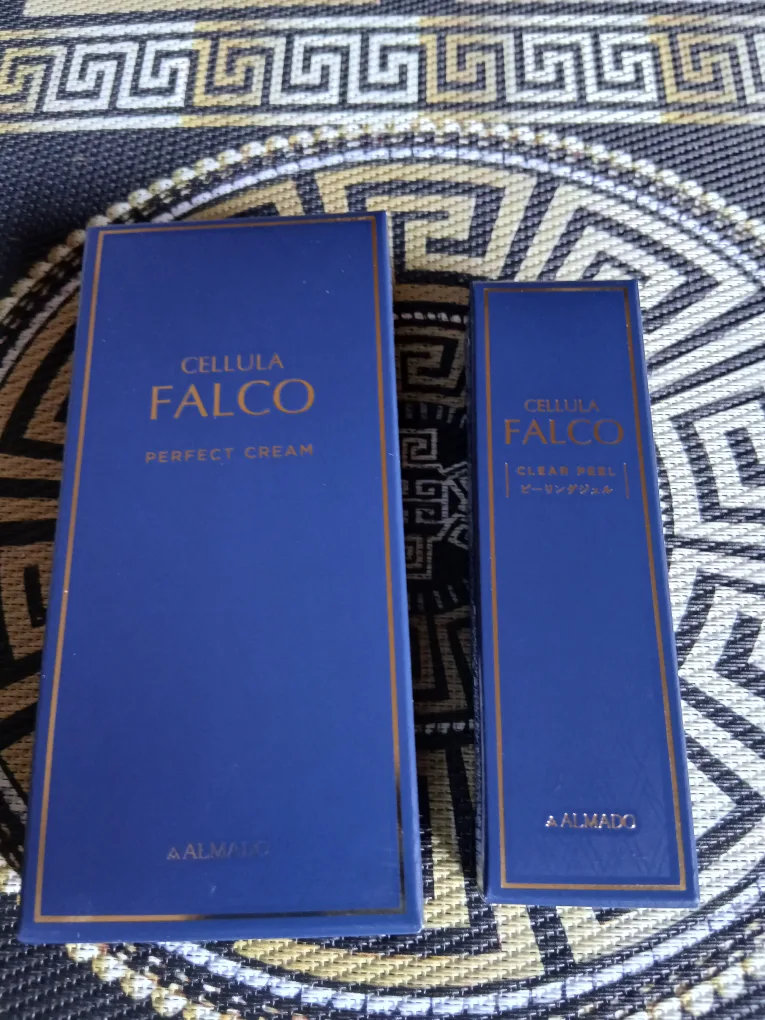 CELLULA
FALCO
PERFECT CREAM
ALMADO
CELLULA
FALCO
CLEAR PEEL
ピーリングジェル
ALMADO